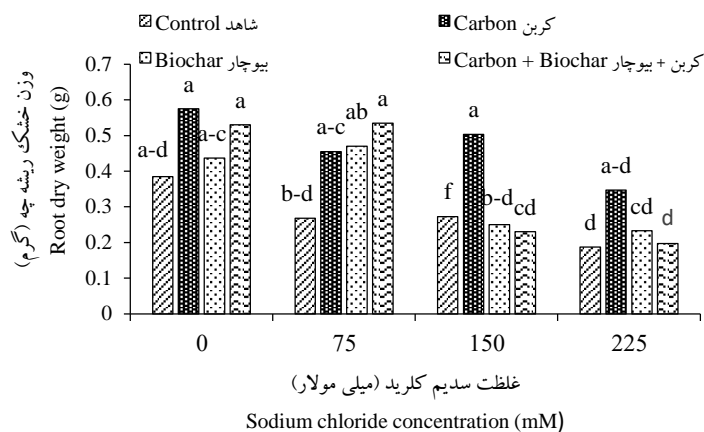 Control شاهد
Carbon کربن
Biochar بیوچار
Carbon + Biochar کربن + بیوچار
وزن خشک ریشه چه (گرم)
Root dry weight (g)
0.7
0.6
0.5
0.4
0.3
0.2
0.1
0
a-d a a-c a
b-d a-c ab a
f a b-d cd
d a-d cd d
0 75 150 225
غلظت سدیم کلرید (میلی مولار)
Sodium chloride concentration (mM)